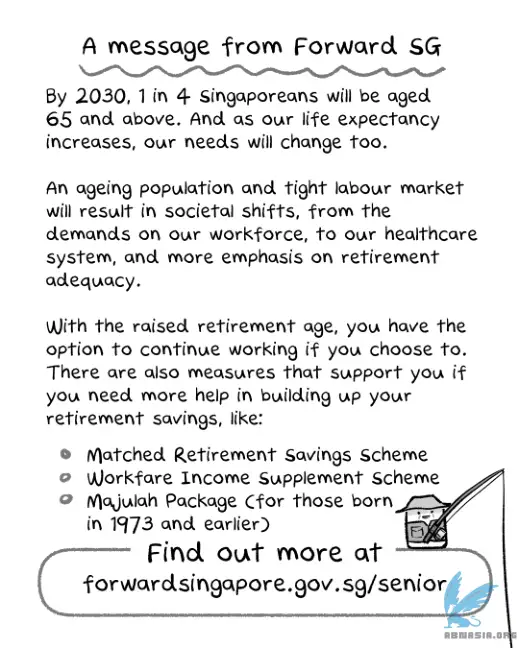 A message from Forward SG
By 2030, 1 in 4 Singaporeans will be aged
65 and above. And as our life expectancy
increases, our needs will change too.
An ageing population and tight labour market
will result in societal shifts, from the
demands on our workforce, to our healthcare
system, and more emphasis on retirement
adequacy.
With the raised retirement age, you have the
option to continue working if you choose to.
There are also measures that support you if
you need more help in building up your
retirement savings, like:
Matched Retirement Savings Scheme
Workfare Income Supplement Scheme
Majulah Package (for those born
in 1973 and earlier)
Find out more at
forwardsingapore.gov.sg/senior
ABMASIA.ORG